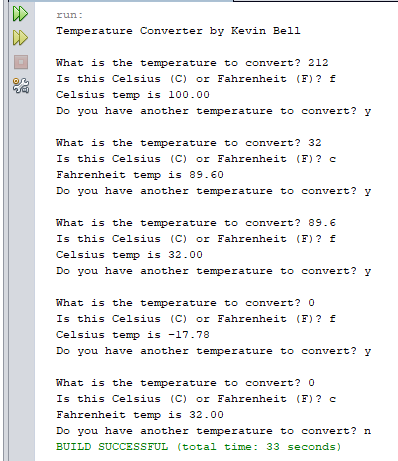 run:
Temperature Converter by Kevin Bell
What is the temperature to convert? 212
Is this Celsius (C) or Fahrenheit (F)? f
Celsius temp is 100.00
Do you have another temperature to convert? y
What is the temperature to convert? 32
Is this Celsius (C) or Fahrenheit (F)? c
Fahrenheit temp is 89.60
Do you have another temperature to convert? y
What is the temperature to convert? 89.6
Is this Celsius (C) or Fahrenheit (F)? f
Celsius temp is 32.00
Do you have another temperature to convert? y
What is the temperature to convert? 0
Is this Celsius (C) or Fahrenheit (F)? f
Celsius temp is -17.78
Do you have another temperature to convert? y
What is the temperature to convert? 0
Is this Celsius (C) or Fahrenheit (F)? c
Fahrenheit temp is 32.00
Do you have another temperature to convert? n
BUILD SUCCESSFUL (total time: 33 seconds)